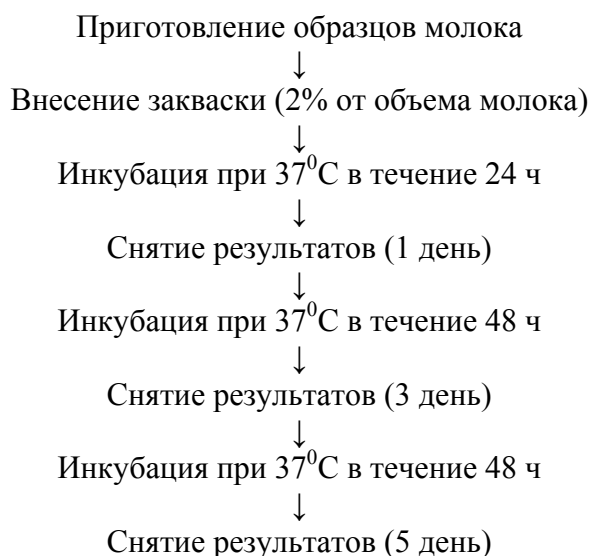 Приготовление образцов молока
↓
Внесение закваски (2% от объема молока)
↓
Инкубация при 37⁰С в течение 24 ч
↓
Снятие результатов (1 день)
↓
Инкубация при 37⁰С в течение 48 ч
↓
Снятие результатов (3 день)
↓
Инкубация при 37⁰С в течение 48 ч
↓
Снятие результатов (5 день)